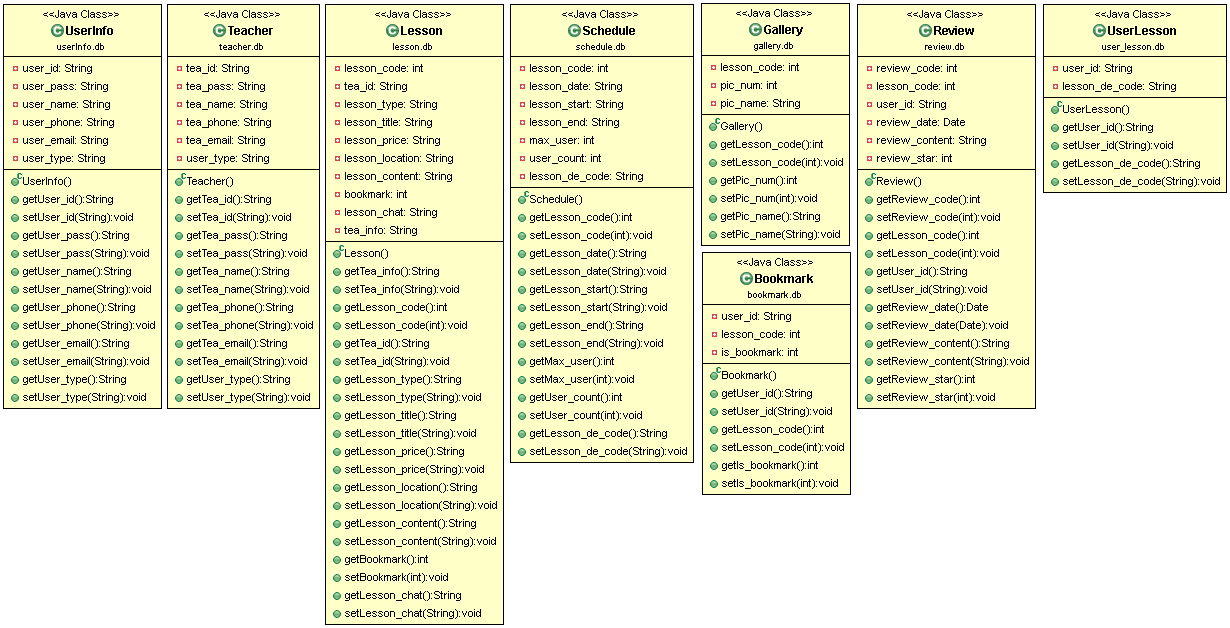 <<Java Class>>
UserInfo
userInfo.db
user_id: String
user_pass: String
user_name: String
user_phone: String
user_email: String
user_type: String
UserInfo()
getUser_id():String
setUser_id(String):void
getUser_pass():String
setUser_pass(String):void
getUser_name():String
setUser_name(String):void
getUser_phone():String
setUser_phone(String):void
getUser_email():String
setUser_email(String):void
getUser_type():String
setUser_type(String):void
<<Java Class>>
Teacher
teacher.db
tea_id: String
tea_pass: String
tea_name: String
tea_phone: String
tea_email: String
user_type: String
Teacher()
getTea_id():String
setTea_id(String):void
getTea_pass():String
setTea_pass(String):void
getTea_name():String
setTea_name(String):void
getTea_phone():String
setTea_phone(String):void
getTea_email():String
setTea_email(String):void
getUser_type():String
setUser_type(String):void
<<Java Class>>
Lesson
lesson.db
lesson_code: int
tea_id: String
lesson_type: String
lesson_title: String
lesson_price: String
lesson_location: String
lesson_content: String
bookmark: int
lesson_chat: String
tea_info: String
Lesson()
getTea_info():String
setTea_info(String):void
getLesson_code():int
setLesson_code(int):void
getTea_id():String
setTea_id(String):void
getLesson_type():String
setLesson_type(String):void
getLesson_title():String
setLesson_title(String):void
getLesson_price():String
setLesson_price(String):void
getLesson_location():String
setLesson_location(String):void
getLesson_content():String
setLesson_content(String):void
getBookmark():int
setBookmark(int):void
getLesson_chat():String
setLesson_chat(String):void
<<Java Class>>
Schedule
schedule.db
lesson_code: int
lesson_date: String
lesson_start: String
lesson_end: String
max_user: int
user_count: int
lesson_de_code: String
Schedule()
getLesson_code():int
setLesson_code(int):void
getLesson_date():String
setLesson_date(String):void
getLesson_start():String
setLesson_start(String):void
getLesson_end():String
setLesson_end(String):void
getMax_user():int
setMax_user(int):void
getUser_count():int
setUser_count(int):void
getLesson_de_code():String
setLesson_de_code(String):void
<<Java Class>>
Gallery
gallery.db
lesson_code: int
pic_num: int
pic_name: String
Gallery()
getLesson_code():int
setLesson_code(int):void
getPic_num():int
setPic_num(int):void
getPic_name():String
setPic_name(String):void
<<Java Class>>
Bookmark
bookmark.db
user_id: String
lesson_code: int
is_bookmark: int
Bookmark()
getUser_id():String
setUser_id(String):void
getLesson_code():int
setLesson_code(int):void
getIs_bookmark():int
setIs_bookmark(int):void
<<Java Class>>
Review
review.db
review_code: int
lesson_code: int
user_id: String
review_date: Date
review_content: String
review_star: int
Review()
getReview_code():int
setReview_code(int):void
getLesson_code():int
setLesson_code(int):void
getUser_id():String
setUser_id(String):void
getReview_date():Date
setReview_date(Date):void
getReview_content():String
setReview_content(String):void
getReview_star():int
setReview_star(int):void
<<Java Class>>
UserLesson
user_lesson.db
user_id: String
lesson_de_code: String
UserLesson()
getUser_id():String
setUser_id(String):void
getLesson_de_code():String
setLesson_de_code(String):void